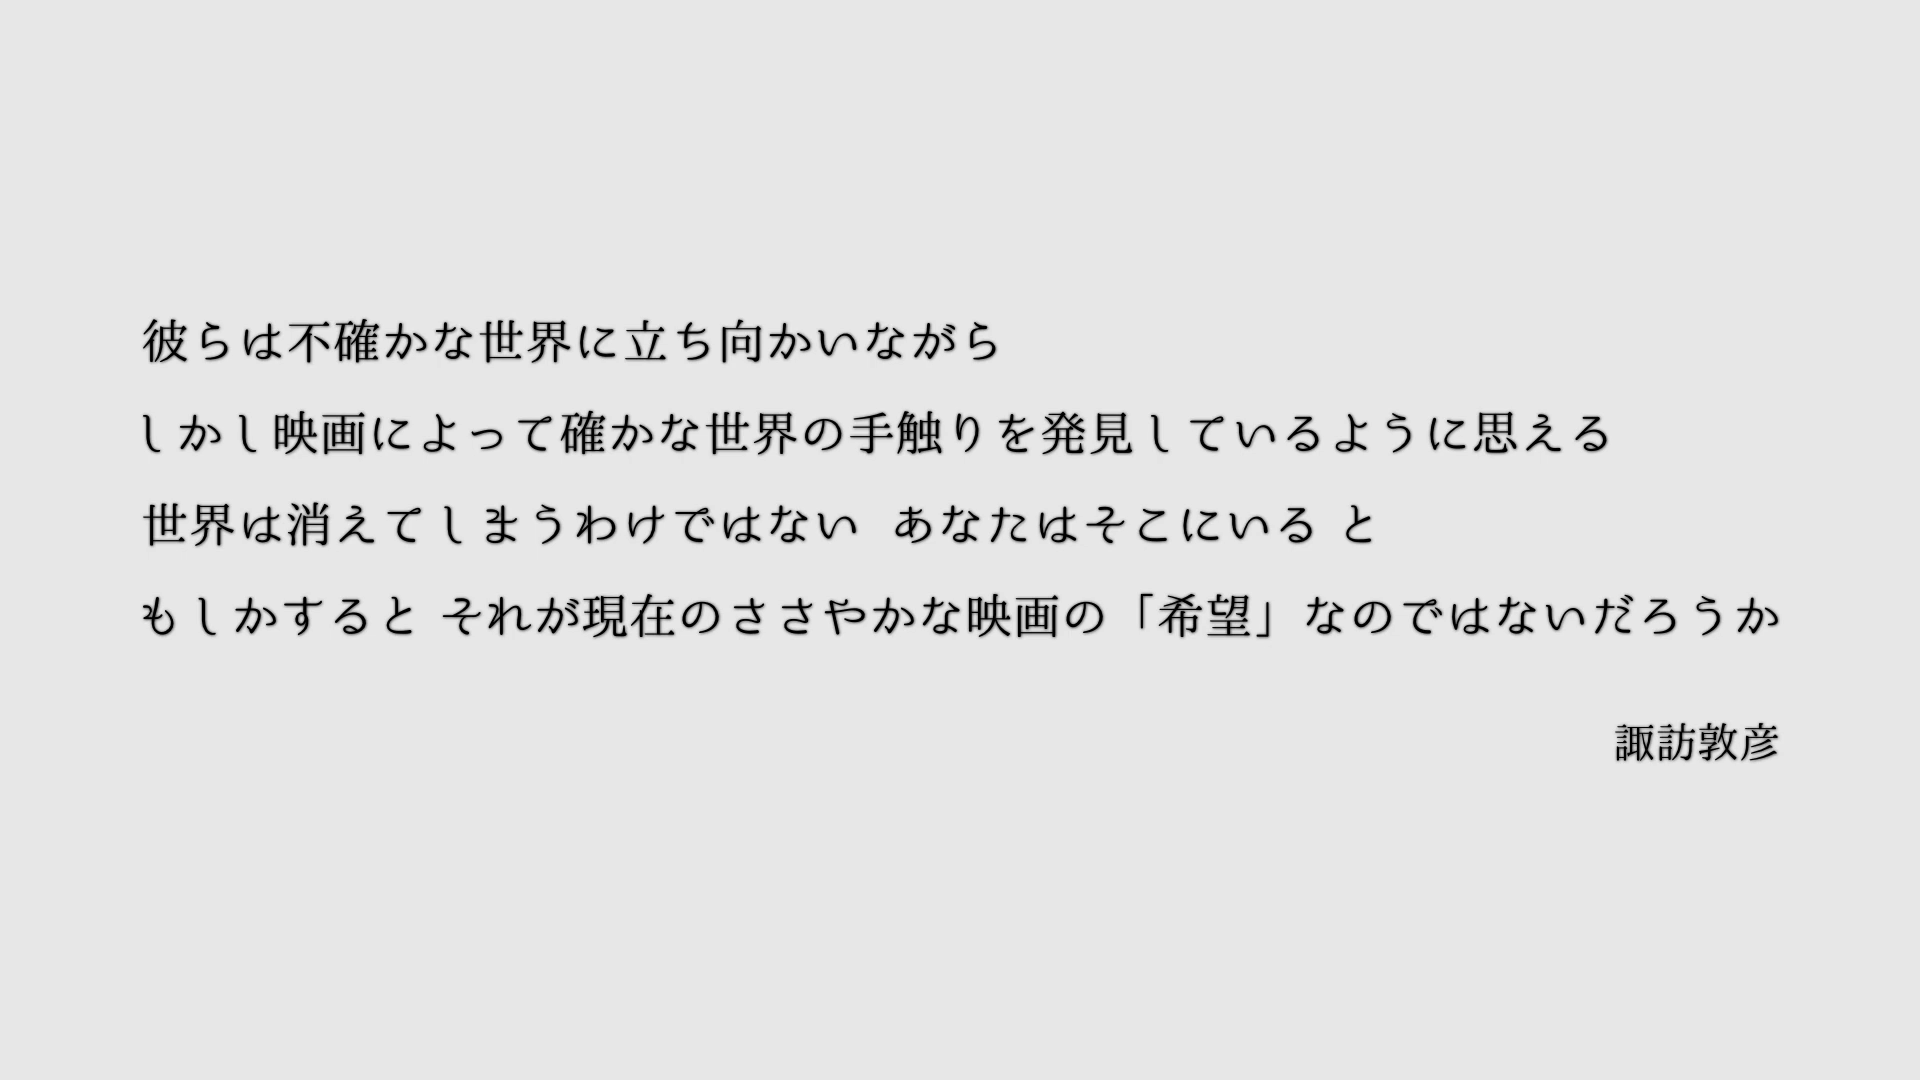 彼らは不確かな世界に立ち向かいながら
しかし映画によって確かな世界の手触りを発見しているように思える
世界は消えてしまうわけではない あなたはそこにいる と
もしかすると それが現在のささやかな映画の「希望」なのではないだろうか
諏訪敦彦